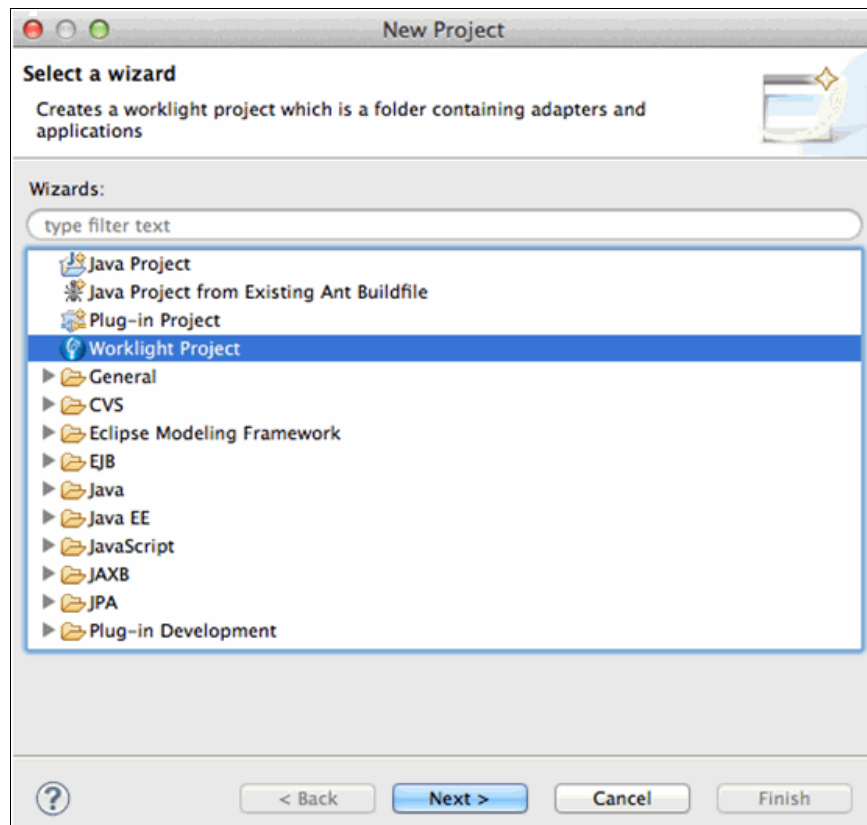 New Project
Select a wizard
Creates a worklight project which is a folder containing adapters and
applications
Wizards:
type filter text
Java Project
Java Project from Existing Ant Buildfile
Plug-in Project
Worklight Project
General
CVS
Eclipse Modeling Framework
EJB
Java
Java EE
JavaScript
JAXB
JPA
Plug-in Development
? < Back Next > Cancel Finish